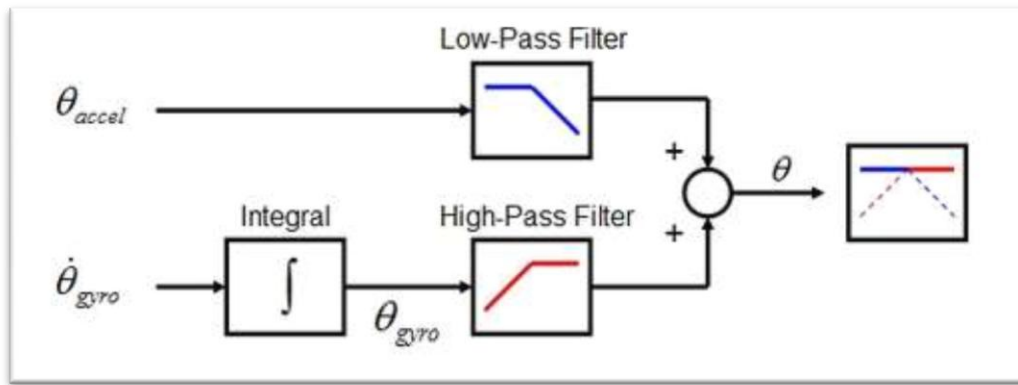 Low-Pass Filter
θaccel
+
θ
Integral
High-Pass Filter
+
θ̇gyro
∫
θgyro